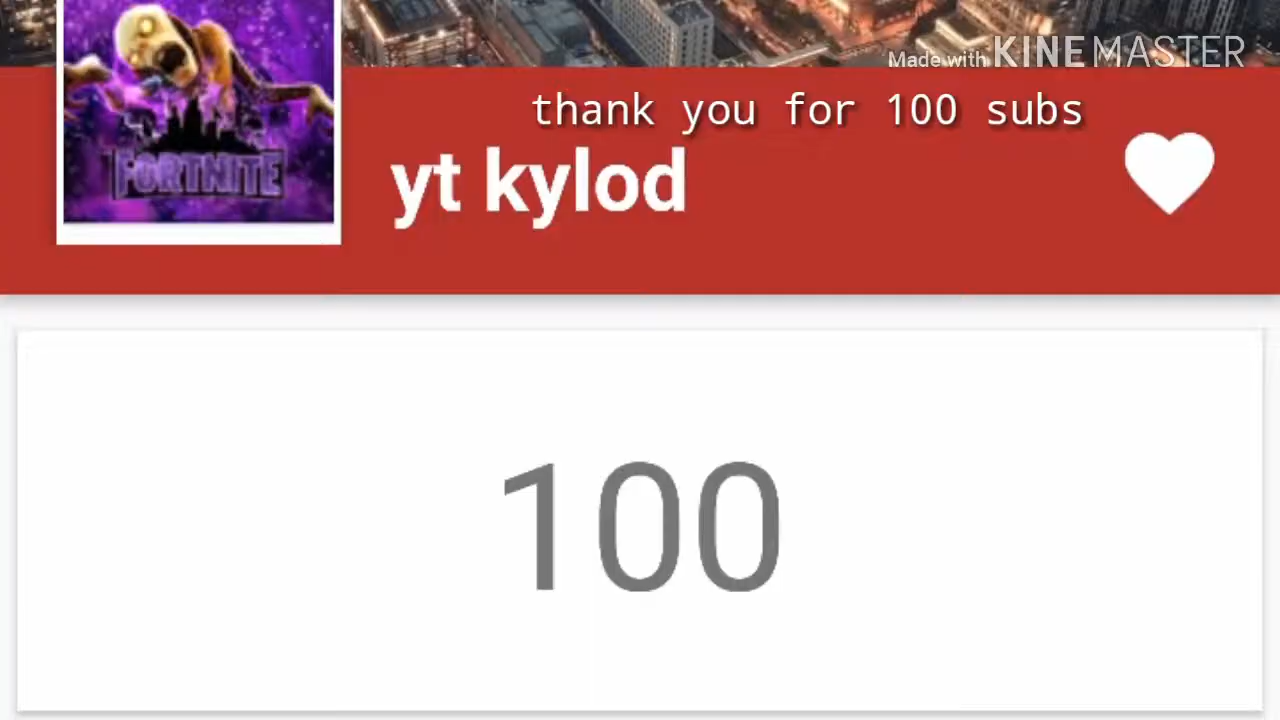 Made with KINEMASTER
thank you for 100 subs
yt kylod
FORTNITE
100